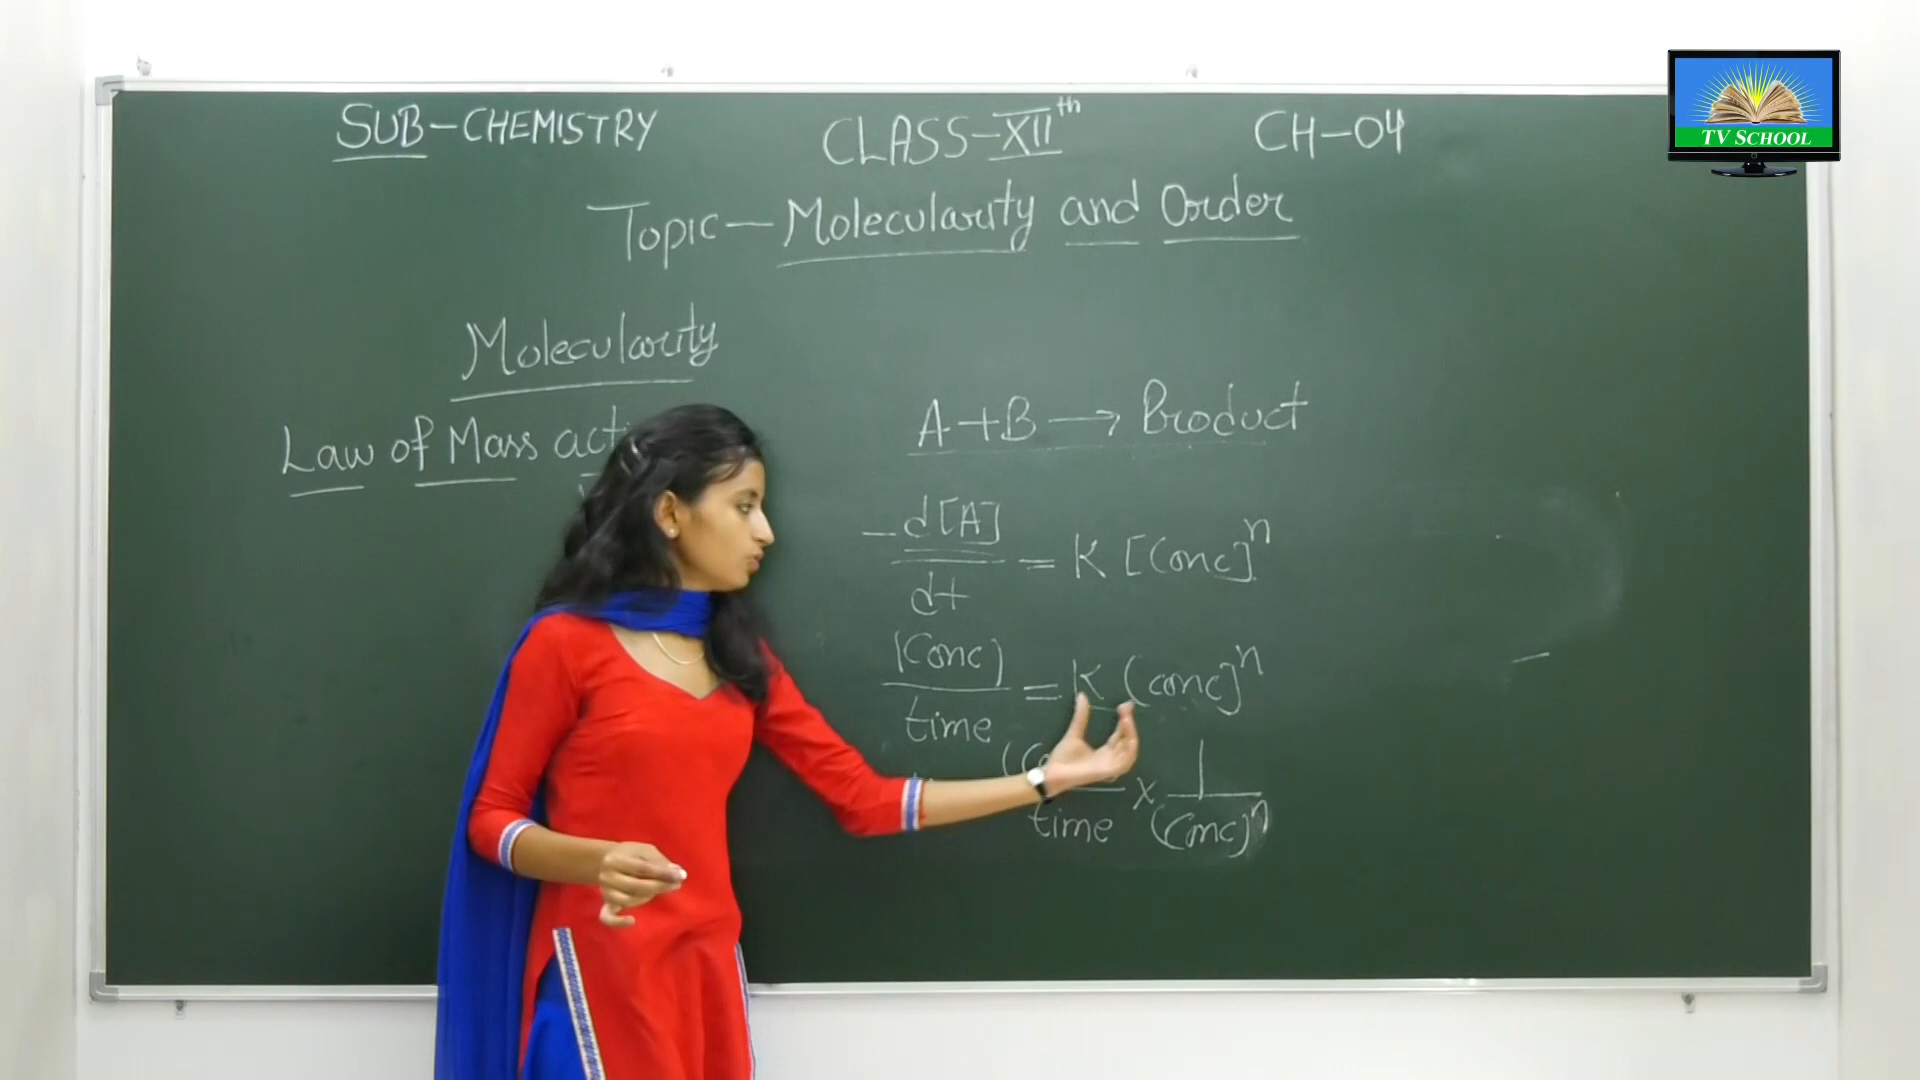 SUB-CHEMISTRY CLASS-XIIth CH-04
TV SCHOOL
Topic - Molecularity and Order
Molecularity
Law of Mass
A+B → Product
-d[A]/dt = K [Conc]^n
(Conc)/time = K (conc]^n
time × 1/(Conc)^n